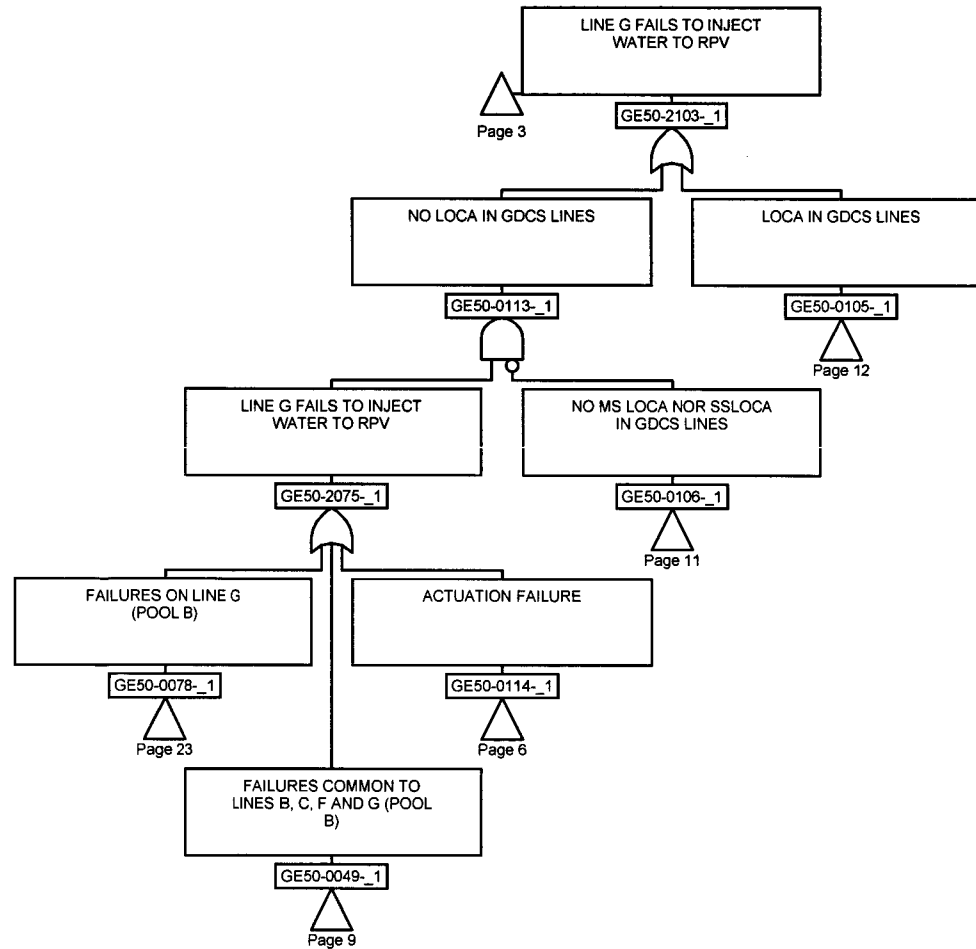 LINE G FAILS TO INJECT
WATER TO RPV
Page 3
GE50-2103-_1
NO LOCA IN GDCS LINES
LOCA IN GDCS LINES
GE50-0113-_1
GE50-0105-_1
Page 12
LINE G FAILS TO INJECT
WATER TO RPV
NO MS LOCA NOR SSLOCA
IN GDCS LINES
GE50-2075-_1
GE50-0106-_1
Page 11
FAILURES ON LINE G
(POOL B)
ACTUATION FAILURE
GE50-0078-_1
GE50-0114-_1
Page 23
Page 6
FAILURES COMMON TO
LINES B, C, F AND G (POOL
B)
GE50-0049-_1
Page 9